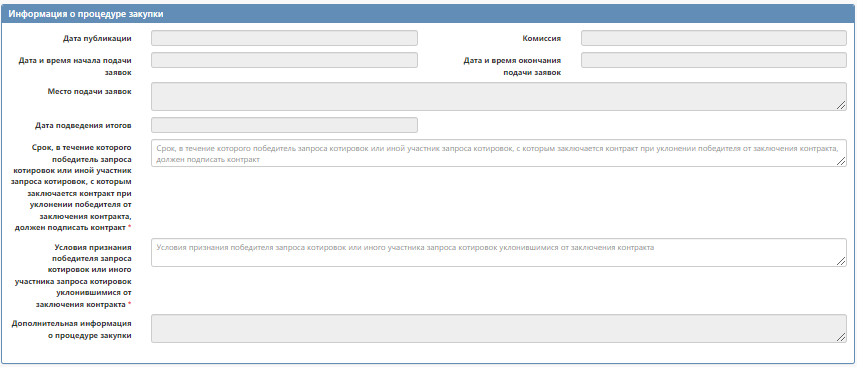 Информация о процедуре закупки
Дата публикации
Комиссия
Дата и время начала подачи
заявок
Дата и время окончания
подачи заявок
Место подачи заявок
Дата подведения итогов
Срок, в течение которого
победитель запроса
котировок или иной участник
запроса котировок, с которым
заключается контракт при
уклонении победителя от
заключения контракта,
должен подписать контракт *
Срок, в течение которого победитель запроса котировок или иной участник запроса котировок, с которым заключается контракт при уклонении победителя от заключения контракта,
должен подписать контракт
Условия признания
победителя запроса
котировок или иного
участника запроса котировок
уклонившимися от
заключения контракта *
Условия признания победителя запроса котировок или иного участника запроса котировок уклонившимися от заключения контракта
Дополнительная информация
о процедуре закупки